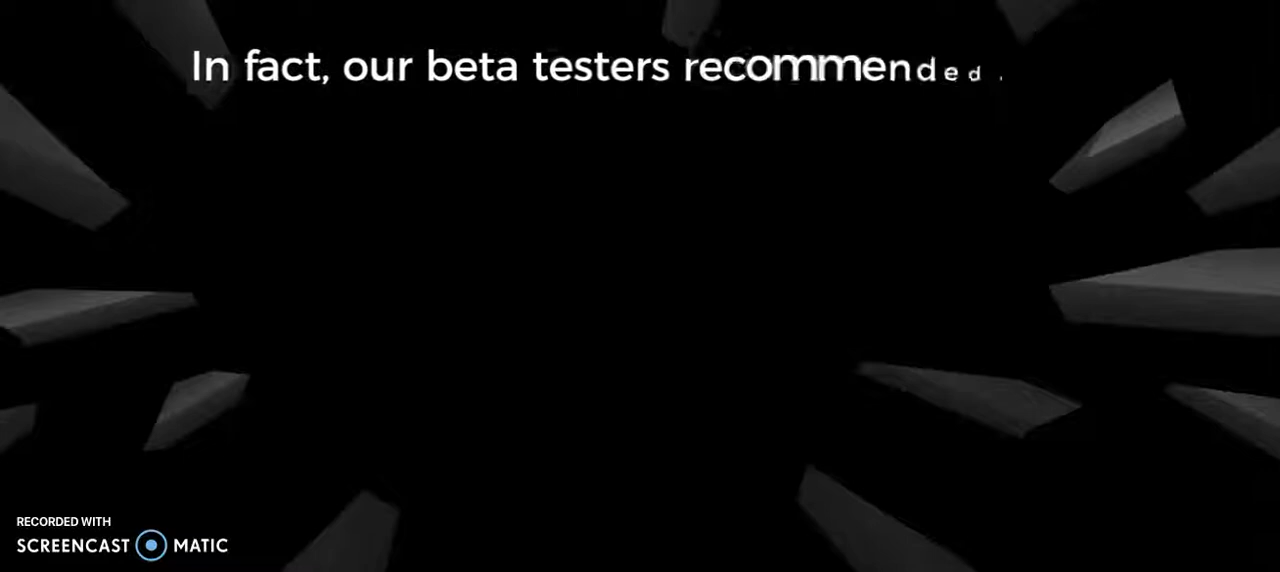 In fact, our beta testers recommended .
RECORDED WITH
SCREENCAST MATIC